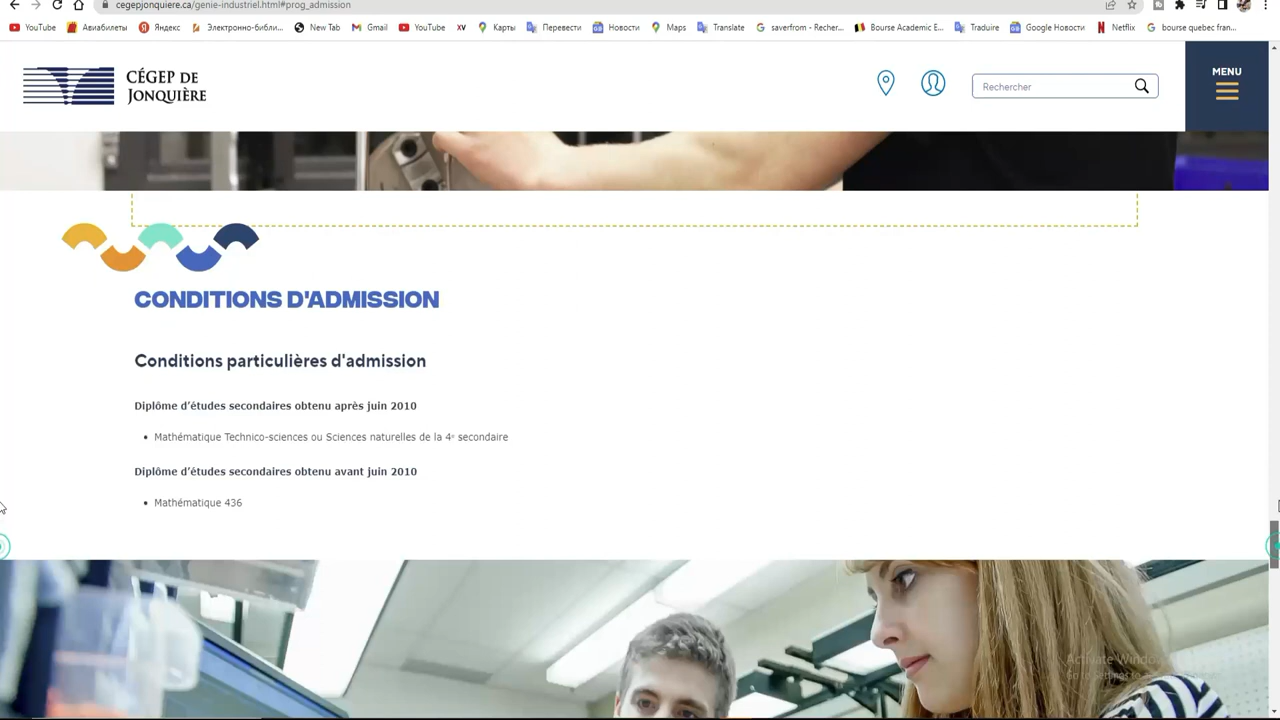 cegepjonquiere.ca/genie-industriel.html#prog_admission
YouTube Авиабилеты Яндекс Электронно-библи... New Tab Gmail YouTube XV Карты Перевести Новости Maps Translate saverfrom - Recher... Bourse Academic E... Traduire Google Новости Netflix bourse quebec fran...
CÉGEP DE
JONQUIÈRE
Rechercher
MENU
CONDITIONS D'ADMISSION
Conditions particulières d'admission
Diplôme d’études secondaires obtenu après juin 2010
• Mathématique Technico-sciences ou Sciences naturelles de la 4e secondaire
Diplôme d’études secondaires obtenu avant juin 2010
• Mathématique 436